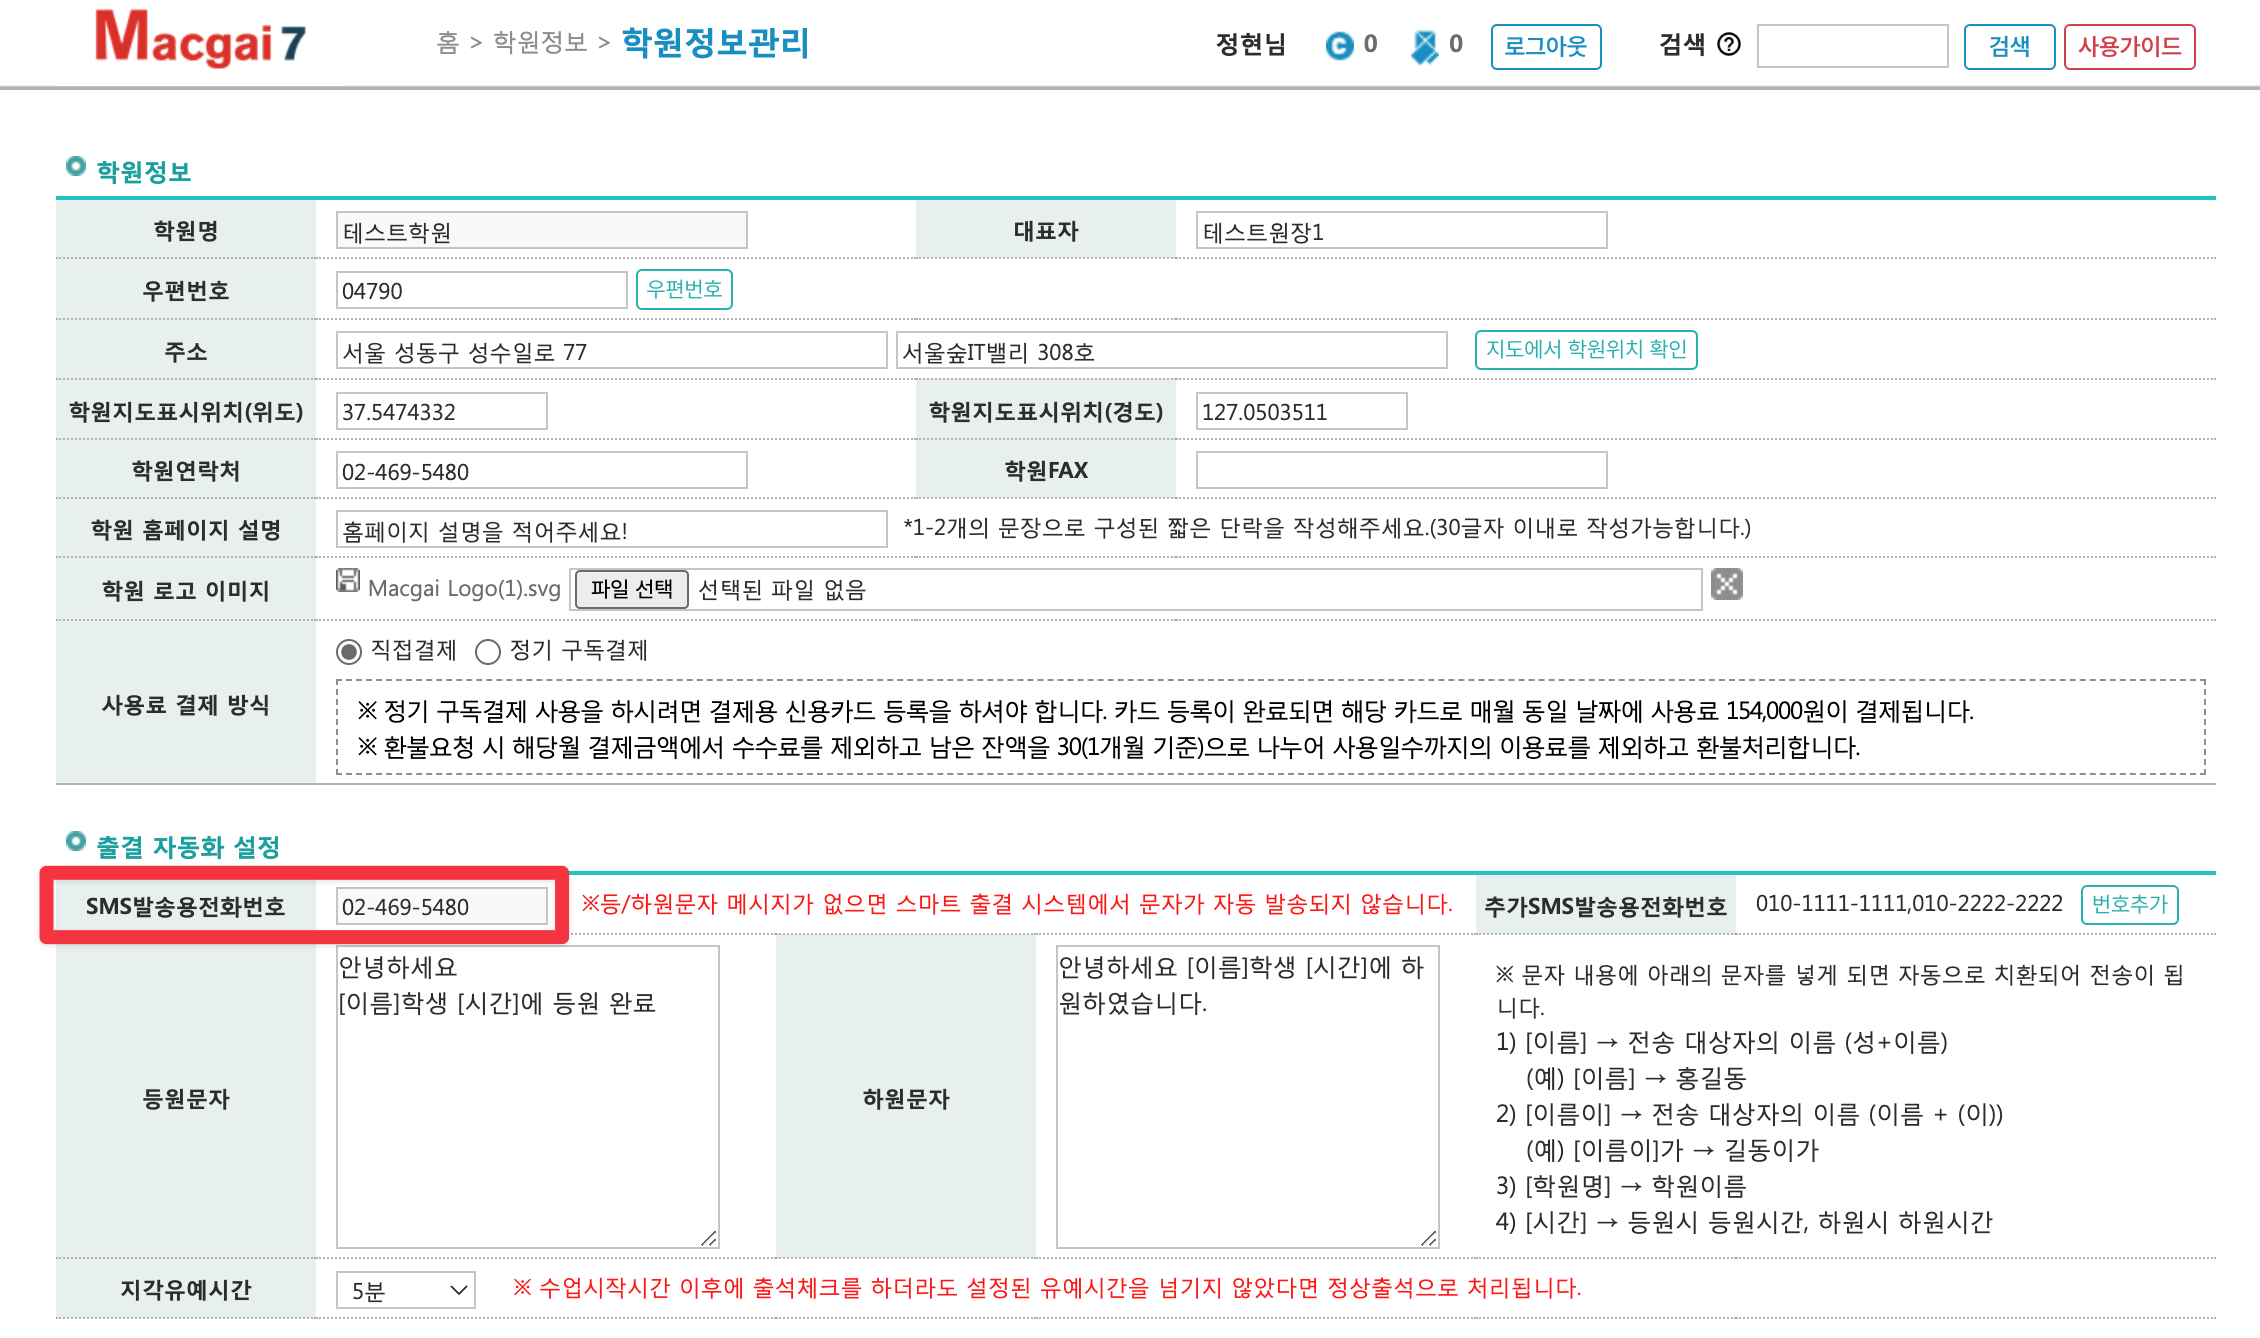 Macgai 7
홈 > 학원정보 > 학원정보관리
정현님 0 0 로그아웃 검색 검색 사용가이드
학원정보
학원명 테스트학원 대표자 테스트원장1
우편번호 04790 우편번호
주소 서울 성동구 성수일로 77 서울숲IT밸리 308호 지도에서 학원위치 확인
학원지도표시위치(위도) 37.5474332 학원지도표시위치(경도) 127.0503511
학원연락처 02-469-5480 학원FAX
학원 홈페이지 설명 홈페이지 설명을 적어주세요! *1-2개의 문장으로 구성된 짧은 단락을 작성해주세요.(30글자 이내로 작성가능합니다.)
학원 로고 이미지 Macgai Logo(1).svg 파일 선택 선택된 파일 없음
사용료 결제 방식 직접결제 정기 구독결제
※ 정기 구독결제 사용을 하시려면 결제용 신용카드 등록을 하셔야 합니다. 카드 등록이 완료되면 해당 카드로 매월 동일 날짜에 사용료 154,000원이 결제됩니다.
※ 환불요청 시 해당월 결제금액에서 수수료를 제외하고 남은 잔액을 30(1개월 기준)으로 나누어 사용일수까지의 이용료를 제외하고 환불처리합니다.
출결 자동화 설정
SMS발송용전화번호 02-469-5480 ※등/하원문자 메시지가 없으면 스마트 출결 시스템에서 문자가 자동 발송되지 않습니다. 추가SMS발송용전화번호 010-1111-1111,010-2222-2222 번호추가
등원문자
안녕하세요
[이름]학생 [시간]에 등원 완료
하원문자
안녕하세요 [이름]학생 [시간]에 하
원하였습니다.
※ 문자 내용에 아래의 문자를 넣게 되면 자동으로 치환되어 전송이 됩
니다.
1) [이름] → 전송 대상자의 이름 (성+이름)
(예) [이름] → 홍길동
2) [이름이] → 전송 대상자의 이름 (이름 + (이))
(예) [이름이]가 → 길동이가
3) [학원명] → 학원이름
4) [시간] → 등원시 등원시간, 하원시 하원시간
지각유예시간 5분 ※ 수업시작시간 이후에 출석체크를 하더라도 설정된 유예시간을 넘기지 않았다면 정상출석으로 처리됩니다.